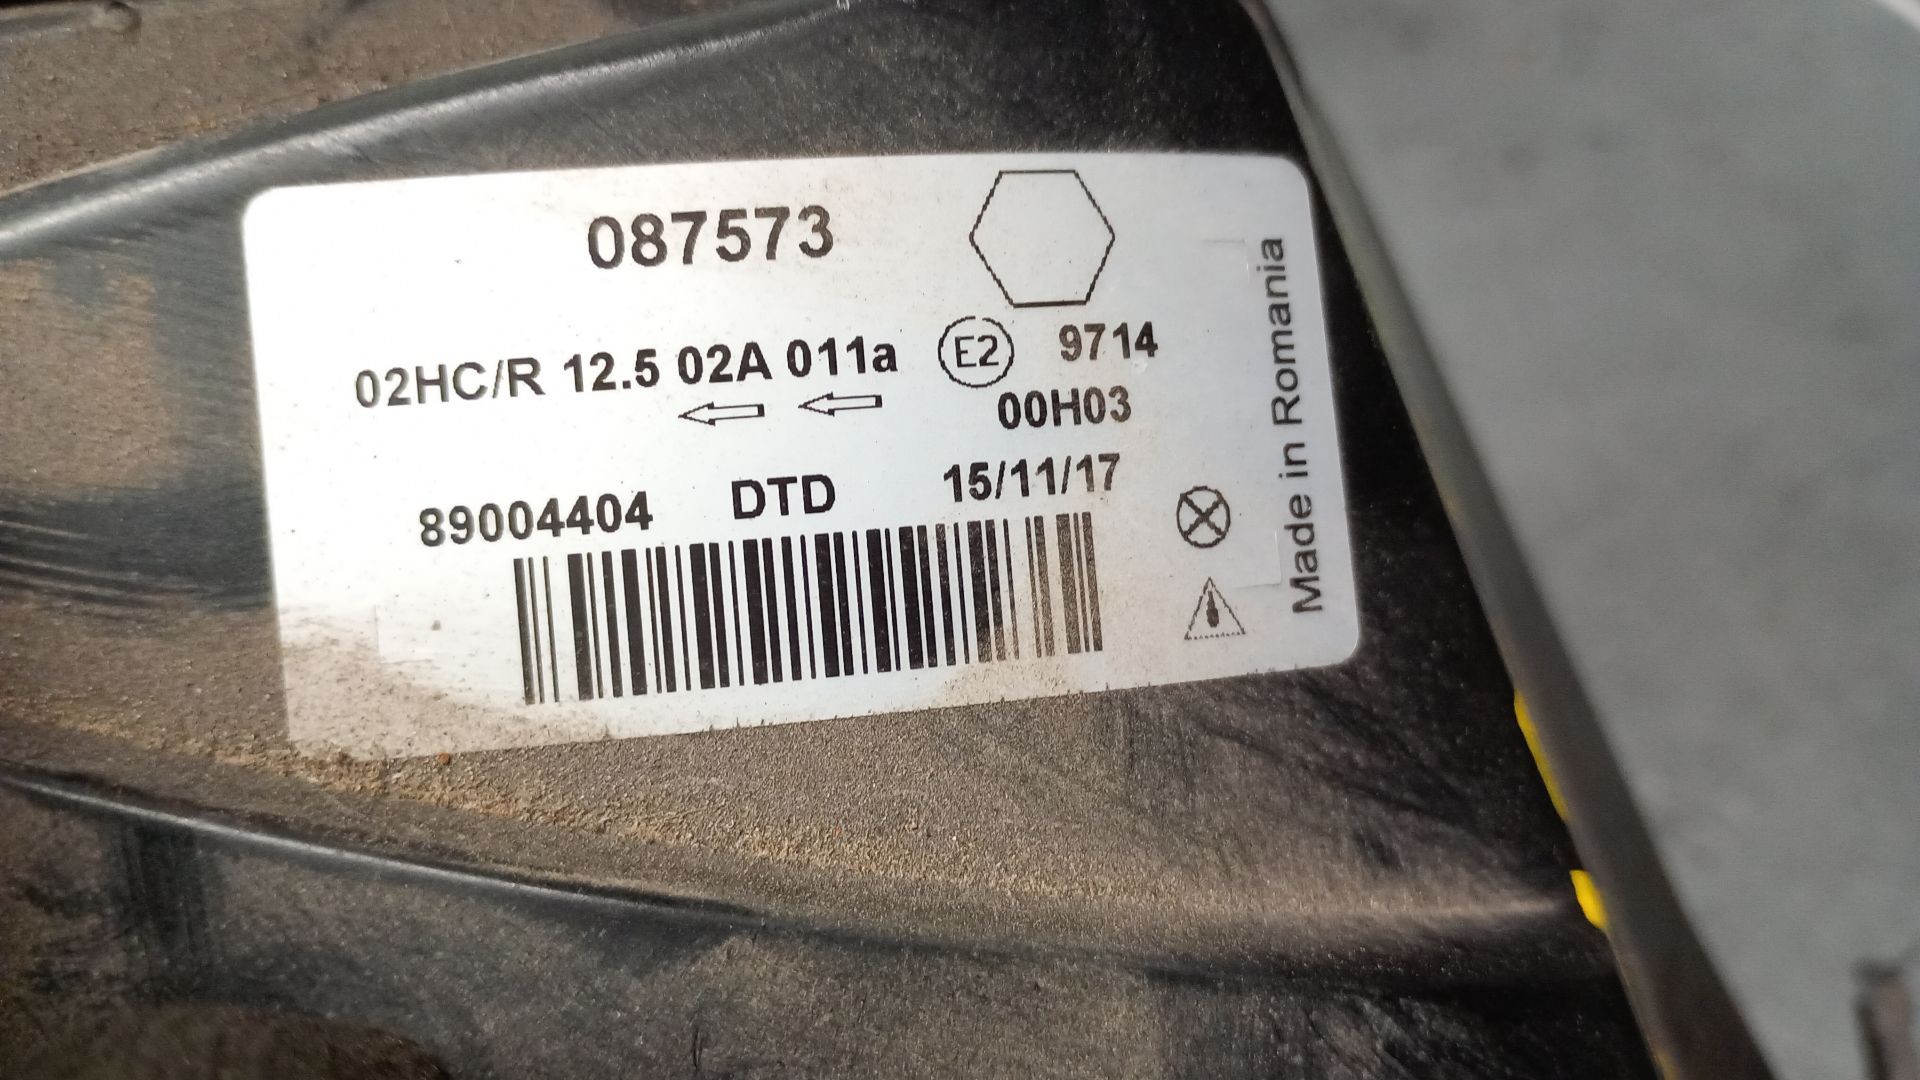 087573
02HC/R 12.5 02A 011a E2 9714
00H03
89004404 DTD 15/11/17
Made in Romania